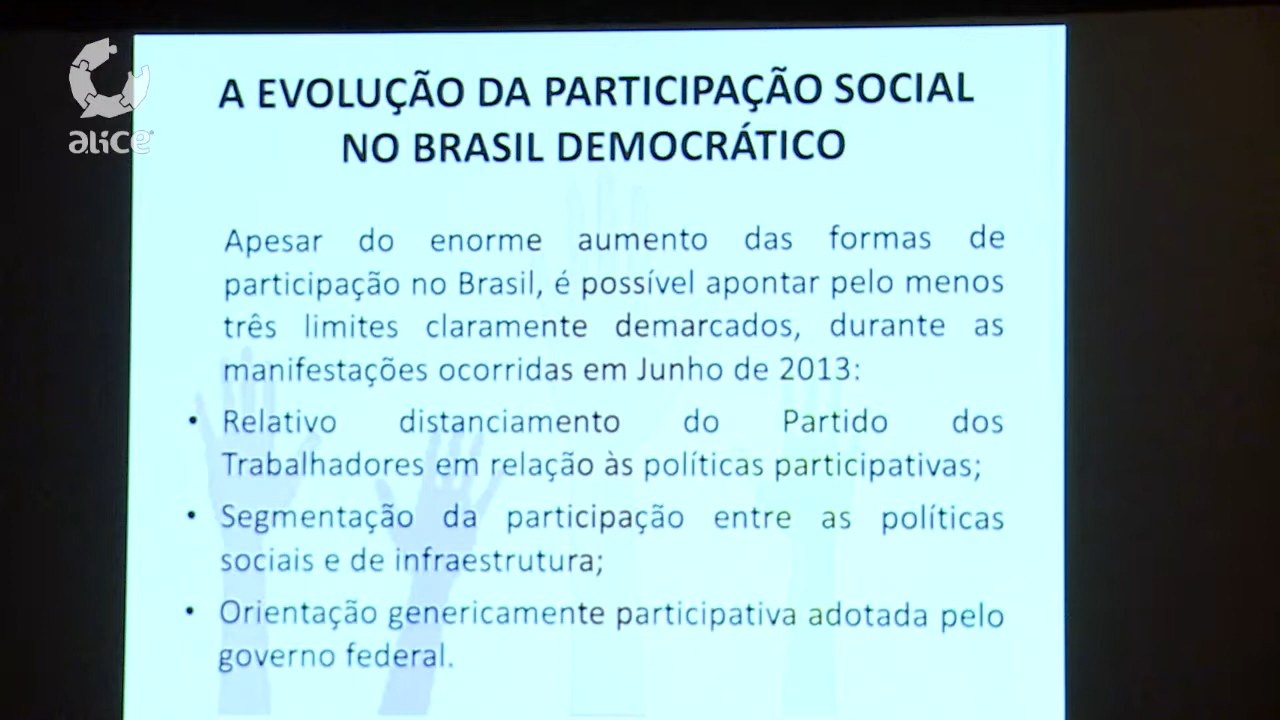 alice
A EVOLUÇÃO DA PARTICIPAÇÃO SOCIAL
NO BRASIL DEMOCRÁTICO
Apesar do enorme aumento das formas de
participação no Brasil, é possível apontar pelo menos
três limites claramente demarcados, durante as
manifestações ocorridas em Junho de 2013:
• Relativo distanciamento do Partido dos
Trabalhadores em relação às políticas participativas;
• Segmentação da participação entre as políticas
sociais e de infraestrutura;
• Orientação genericamente participativa adotada pelo
governo federal.